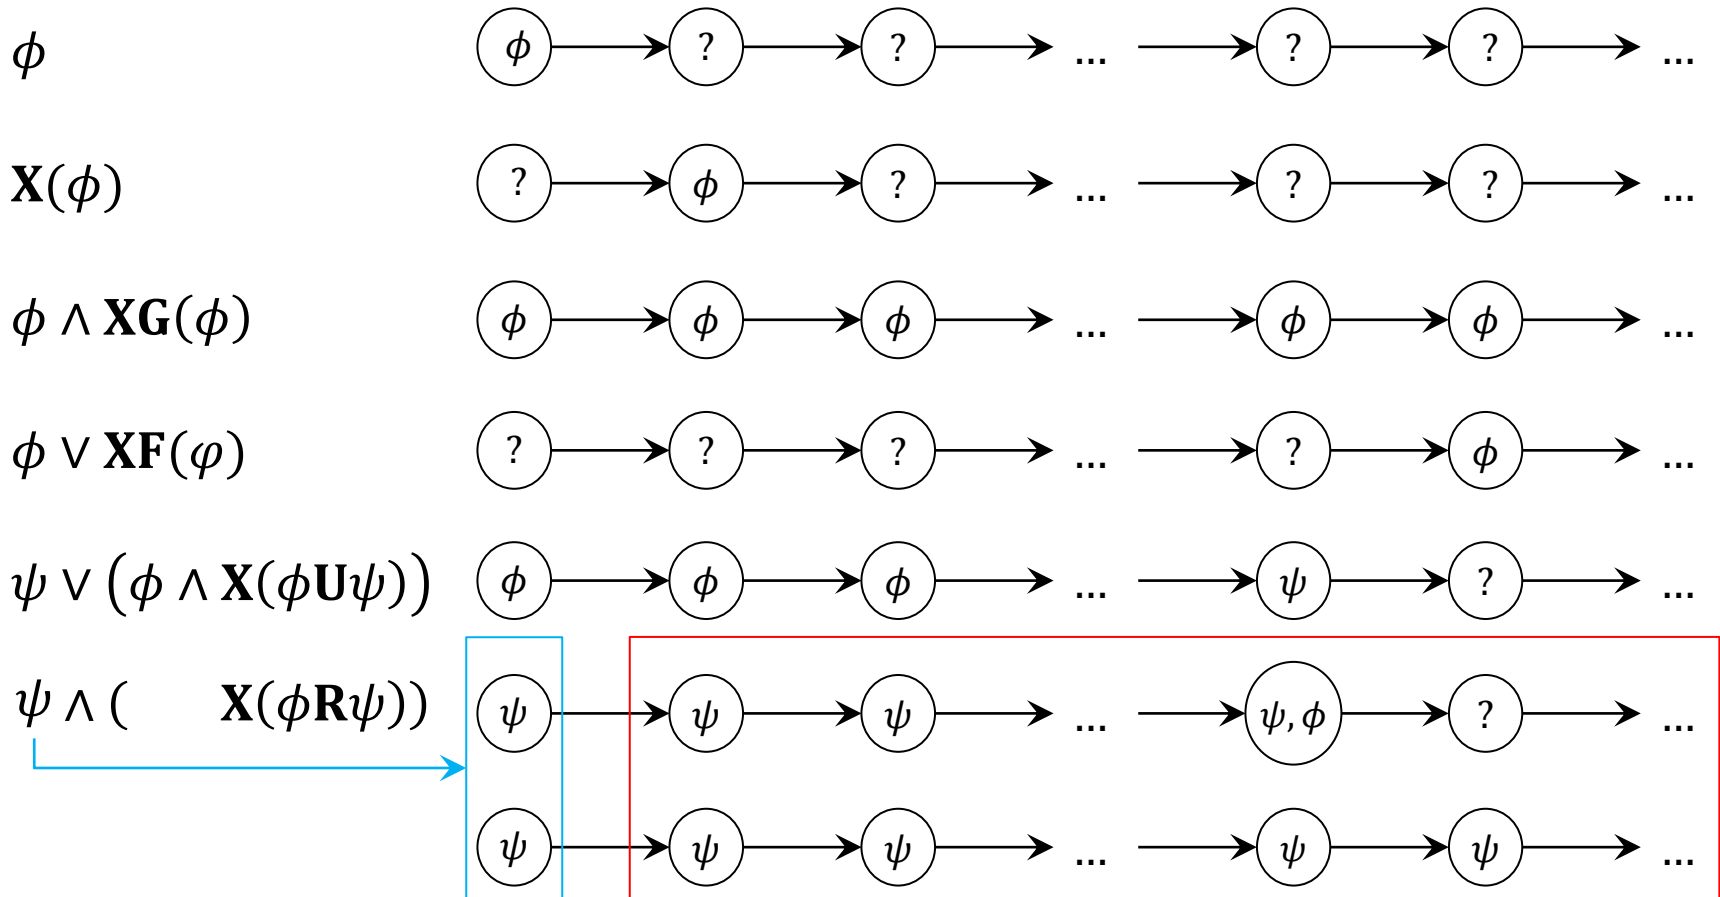 ϕ ϕ ? ? ... ? ? ...
𝐗(ϕ) ? ϕ ? ... ? ? ...
ϕ ∧ 𝐗𝐆(ϕ) ϕ ϕ ϕ ... ϕ ϕ ...
ϕ ∨ 𝐗𝐅(φ) ? ? ? ... ? ϕ ...
ψ ∨ (ϕ ∧ 𝐗(ϕ𝐔ψ)) ϕ ϕ ϕ ... ψ ? ...
ψ ∧ ( 𝐗(ϕ𝐑ψ)) ψ ψ ψ ... ψ, ϕ ? ...
ψ ψ ψ ... ψ ψ ...